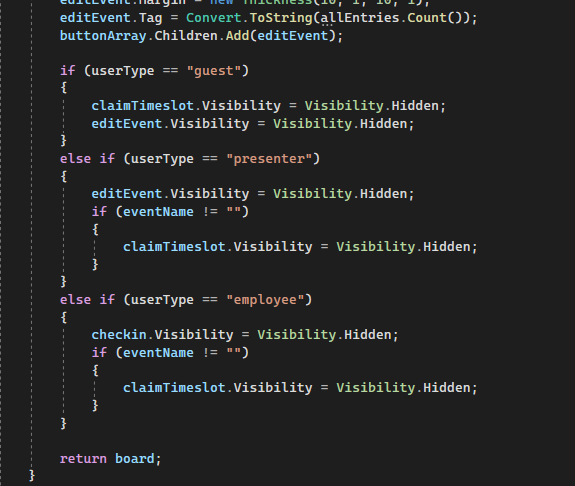 editEvent.Margin = new Thickness(10, 1, 10, 1);
editEvent.Tag = Convert.ToString(allEntries.Count());
buttonArray.Children.Add(editEvent);
if (userType == "guest")
{
claimTimeslot.Visibility = Visibility.Hidden;
editEvent.Visibility = Visibility.Hidden;
}
else if (userType == "presenter")
{
editEvent.Visibility = Visibility.Hidden;
if (eventName != "")
{
claimTimeslot.Visibility = Visibility.Hidden;
}
}
else if (userType == "employee")
{
checkin.Visibility = Visibility.Hidden;
if (eventName != "")
{
claimTimeslot.Visibility = Visibility.Hidden;
}
}
return board;
}